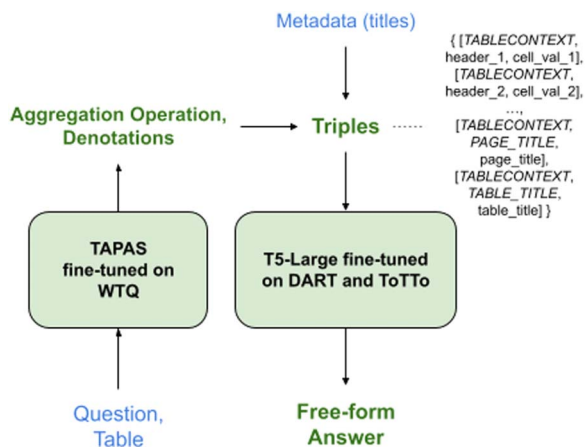 Metadata (titles)
{ [TABLECONTEXT,
header_1, cell_val_1],
[TABLECONTEXT,
header_2, cell_val_2],
...,
[TABLECONTEXT,
PAGE_TITLE,
page_title],
[TABLECONTEXT,
TABLE_TITLE,
table_title] }
Aggregation Operation,
Denotations
Triples
TAPAS
fine-tuned on
WTQ
T5-Large fine-tuned
on DART and ToTTo
Question,
Table
Free-form
Answer